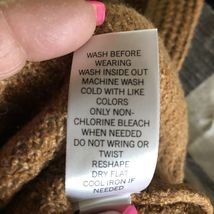 WASH BEFORE
WEARING
WASH INSIDE OUT
MACHINE WASH
COLD WITH LIKE
COLORS
ONLY NON-
CHLORINE BLEACH
WHEN NEEDED
DO NOT WRING OR
TWIST
RESHAPE
DRY FLAT
COOL IRON IF
NEEDED